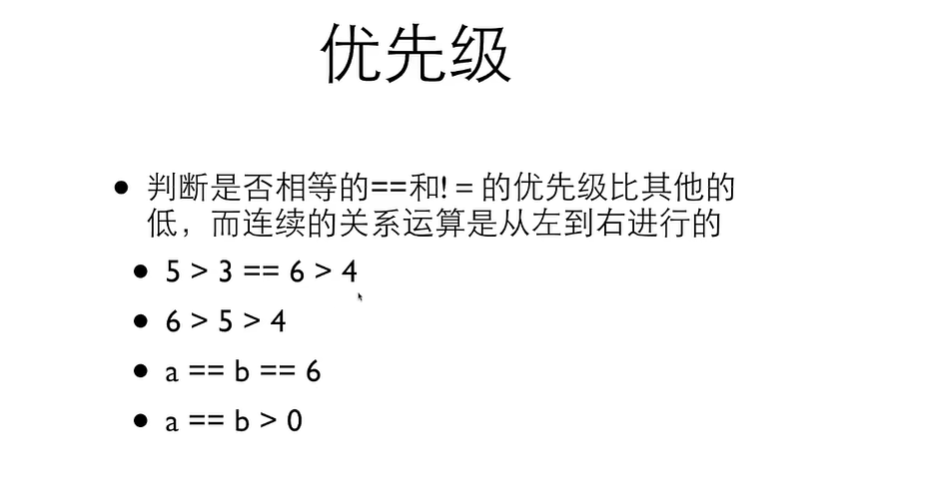 优先级
判断是否相等的==和! =的优先级比其他的
低，而连续的关系运算是从左到右进行的
5 > 3 == 6 > 4
6 > 5 > 4
a == b == 6
a == b > 0